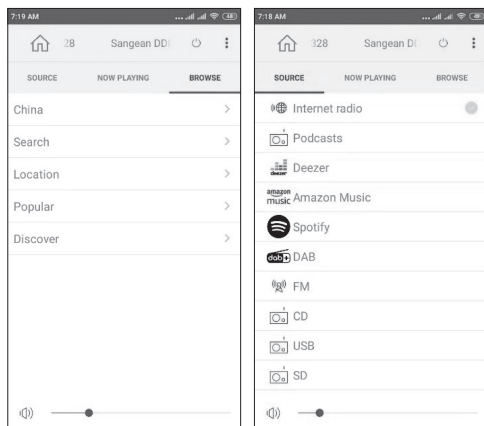 7:19 AM
48
28 Sangean DDI
SOURCE NOW PLAYING BROWSE
China
Search
Location
Popular
Discover
7:18 AM
328 Sangean D
SOURCE NOW PLAYING BROWSE
Internet radio
Podcasts
deezer Deezer
amazon
music Amazon Music
Spotify
dab+ DAB
FM
CD
USB
SD